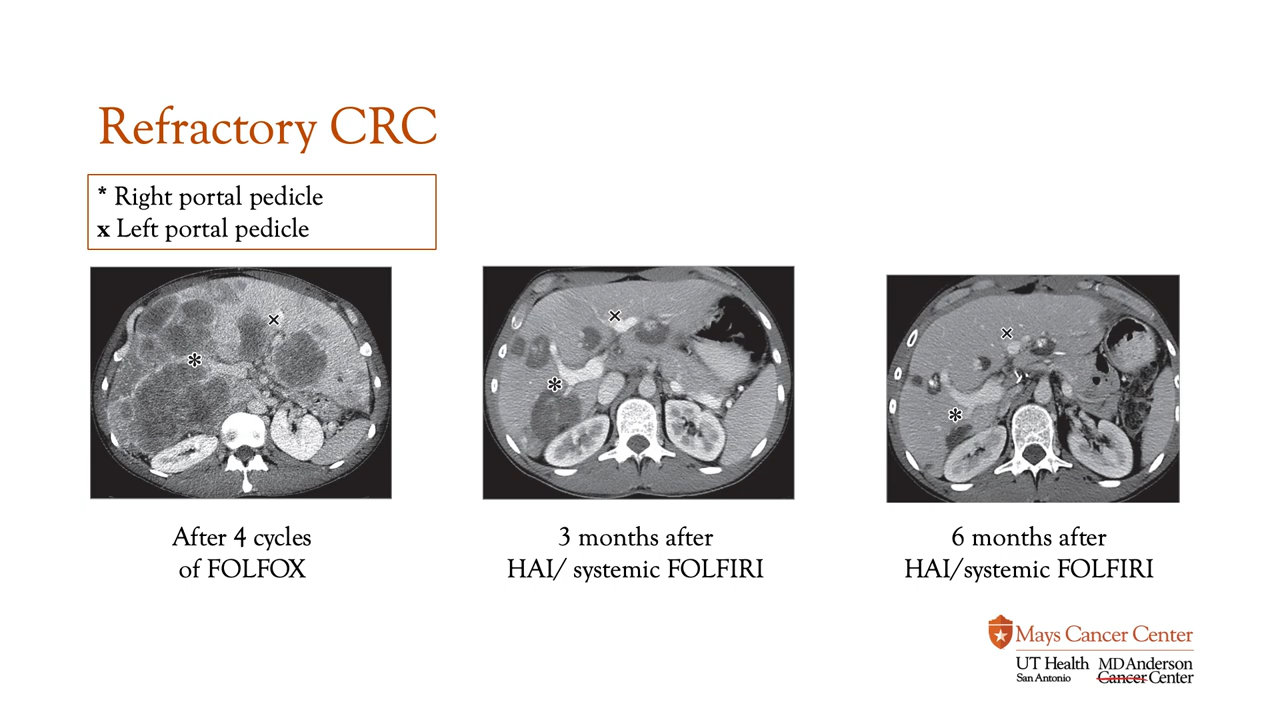 Refractory CRC
* Right portal pedicle
x Left portal pedicle
x
*
x
*
x
*
After 4 cycles
of FOLFOX
3 months after
HAI/ systemic FOLFIRI
6 months after
HAI/systemic FOLFIRI
Mays Cancer Center
UT Health
San Antonio
MD Anderson
Cancer Center